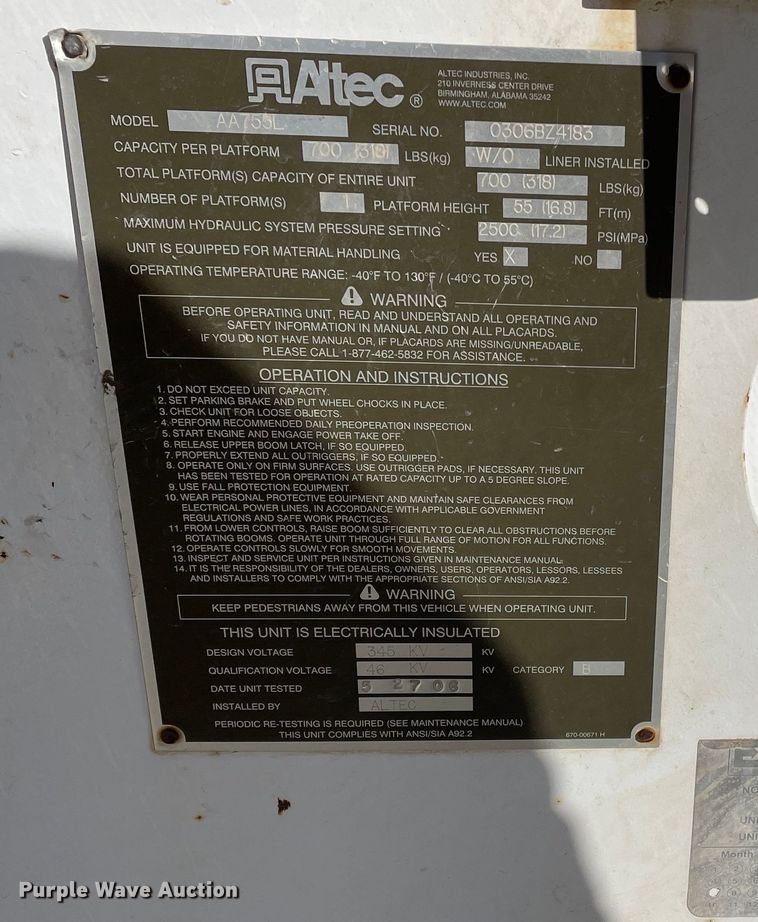 Altec ®
ALTEC INDUSTRIES, INC.
210 INVERNESS CENTER DRIVE
BIRMINGHAM, ALABAMA 35242
WWW.ALTEC.COM
MODEL AA755L SERIAL NO. 0306BZ4183
CAPACITY PER PLATFORM 700 (318) LBS(kg) W/O LINER INSTALLED
TOTAL PLATFORM(S) CAPACITY OF ENTIRE UNIT 700 (318) LBS(kg)
NUMBER OF PLATFORM(S) 1 PLATFORM HEIGHT 55 (16.8) FT(m)
MAXIMUM HYDRAULIC SYSTEM PRESSURE SETTING 2500 (17.2) PSI(MPa)
UNIT IS EQUIPPED FOR MATERIAL HANDLING YES X NO
OPERATING TEMPERATURE RANGE: -40°F TO 130°F / (-40°C TO 55°C)
WARNING
BEFORE OPERATING UNIT, READ AND UNDERSTAND ALL OPERATING AND
SAFETY INFORMATION IN MANUAL AND ON ALL PLACARDS.
IF YOU DO NOT HAVE MANUAL OR, IF PLACARDS ARE MISSING/UNREADABLE,
PLEASE CALL 1-877-462-5832 FOR ASSISTANCE.
OPERATION AND INSTRUCTIONS
1. DO NOT EXCEED UNIT CAPACITY.
2. SET PARKING BRAKE AND PUT WHEEL CHOCKS IN PLACE.
3. CHECK UNIT FOR LOOSE OBJECTS.
4. PERFORM RECOMMENDED DAILY PREOPERATION INSPECTION.
5. START ENGINE AND ENGAGE POWER TAKE OFF.
6. RELEASE UPPER BOOM LATCH, IF SO EQUIPPED.
7. PROPERLY EXTEND ALL OUTRIGGERS, IF SO EQUIPPED.
8. OPERATE ONLY ON FIRM SURFACES. USE OUTRIGGER PADS, IF NECESSARY. THIS UNIT
HAS BEEN TESTED FOR OPERATION AT RATED CAPACITY UP TO A 5 DEGREE SLOPE.
9. USE FALL PROTECTION EQUIPMENT.
10. WEAR PERSONAL PROTECTIVE EQUIPMENT AND MAINTAIN SAFE CLEARANCES FROM
ELECTRICAL POWER LINES, IN ACCORDANCE WITH APPLICABLE GOVERNMENT
REGULATIONS AND SAFE WORK PRACTICES.
11. FROM LOWER CONTROLS, RAISE BOOM SUFFICIENTLY TO CLEAR ALL OBSTRUCTIONS BEFORE
ROTATING BOOMS. OPERATE UNIT THROUGH FULL RANGE OF MOTION FOR ALL FUNCTIONS.
12. OPERATE CONTROLS SLOWLY FOR SMOOTH MOVEMENTS.
13. INSPECT AND SERVICE UNIT PER INSTRUCTIONS GIVEN IN MAINTENANCE MANUAL.
14. IT IS THE RESPONSIBILITY OF THE DEALERS, OWNERS, USERS, OPERATORS, LESSORS, LESSEES
AND INSTALLERS TO COMPLY WITH THE APPROPRIATE SECTIONS OF ANSI/SIA A92.2.
WARNING
KEEP PEDESTRIANS AWAY FROM THIS VEHICLE WHEN OPERATING UNIT.
THIS UNIT IS ELECTRICALLY INSULATED
DESIGN VOLTAGE 345 KV KV
QUALIFICATION VOLTAGE 46 KV KV CATEGORY B
DATE UNIT TESTED 5 27 06
INSTALLED BY ALTEC
PERIODIC RE-TESTING IS REQUIRED (SEE MAINTENANCE MANUAL)
THIS UNIT COMPLIES WITH ANSI/SIA A92.2 670-00671 H
Month
Purple Wave Auction